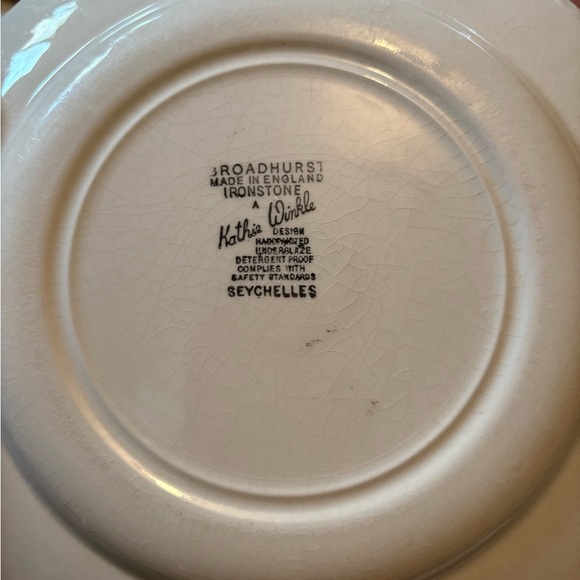 BROADHURST
MADE IN ENGLAND
IRONSTONE
A
Kathie Winkle
DESIGN
HANDPAINTED
UNDERGLAZE
DETERGENT PROOF
COMPLIES WITH
SAFETY STANDARDS
SEYCHELLES